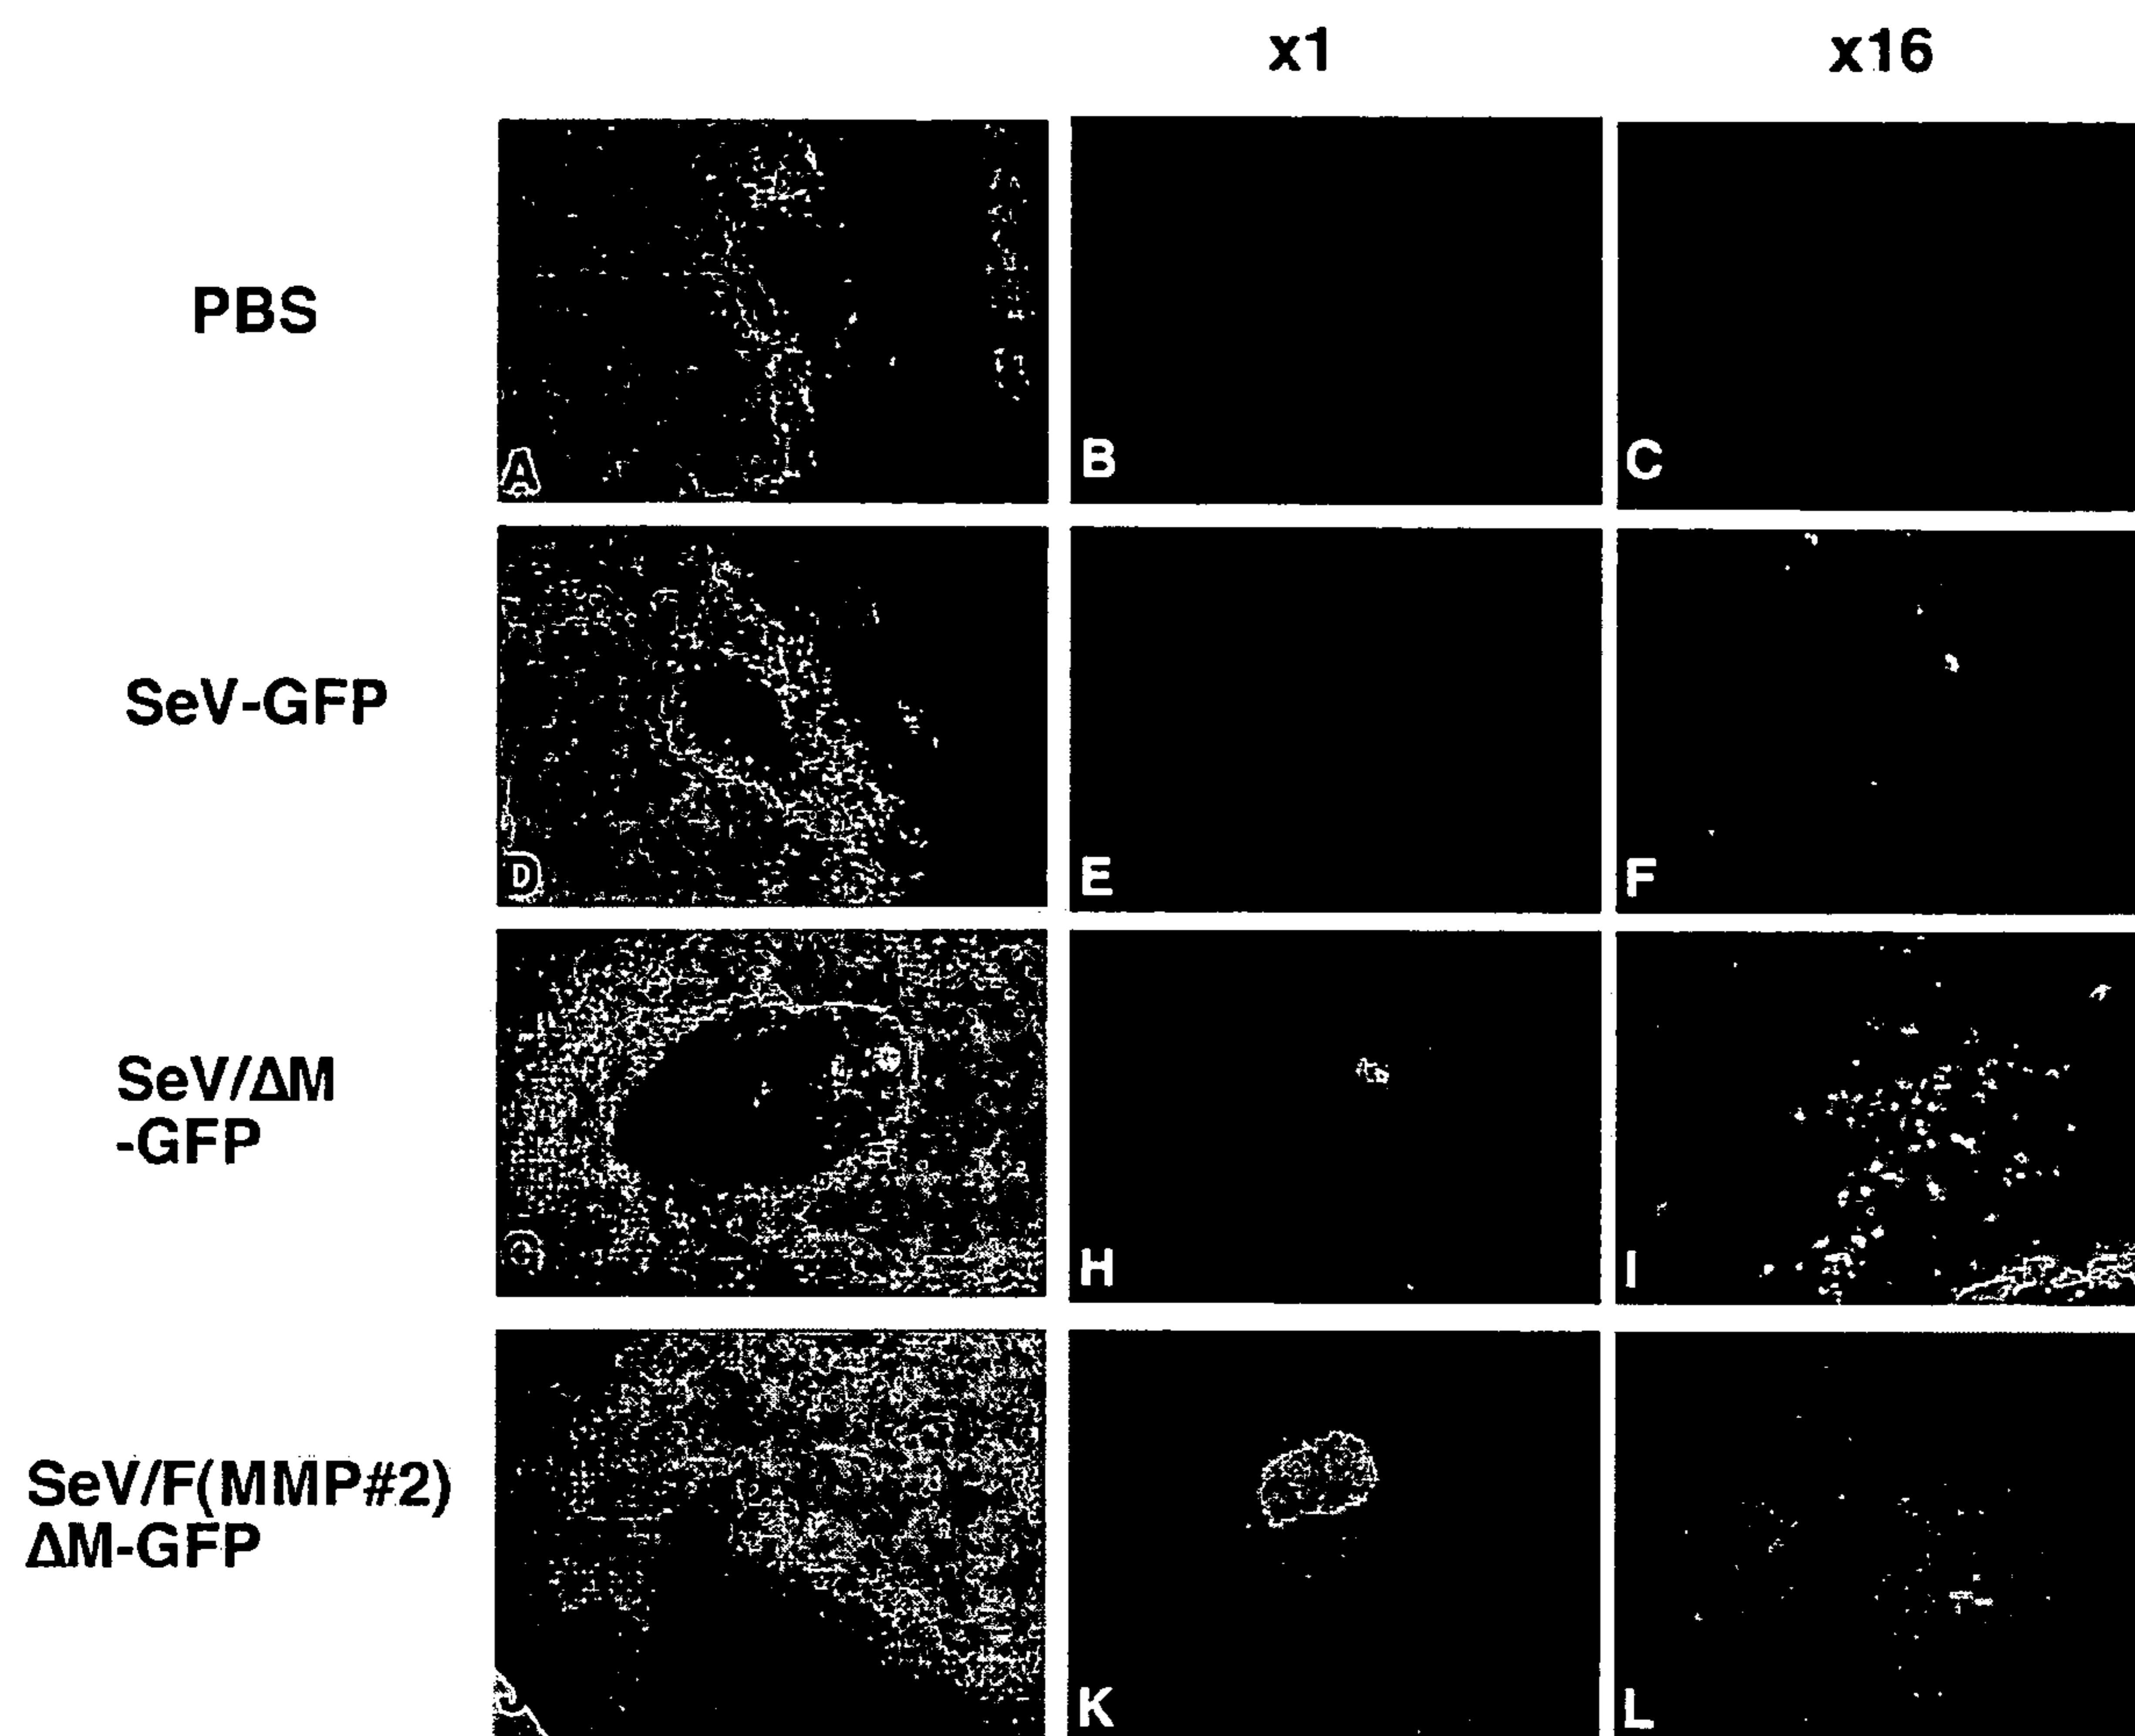 x1 x16
PBS
A B C
SeV-GFP
D E F
SeV/ΔM
-GFP
G H I
SeV/F(MMP#2)
ΔM-GFP
K L